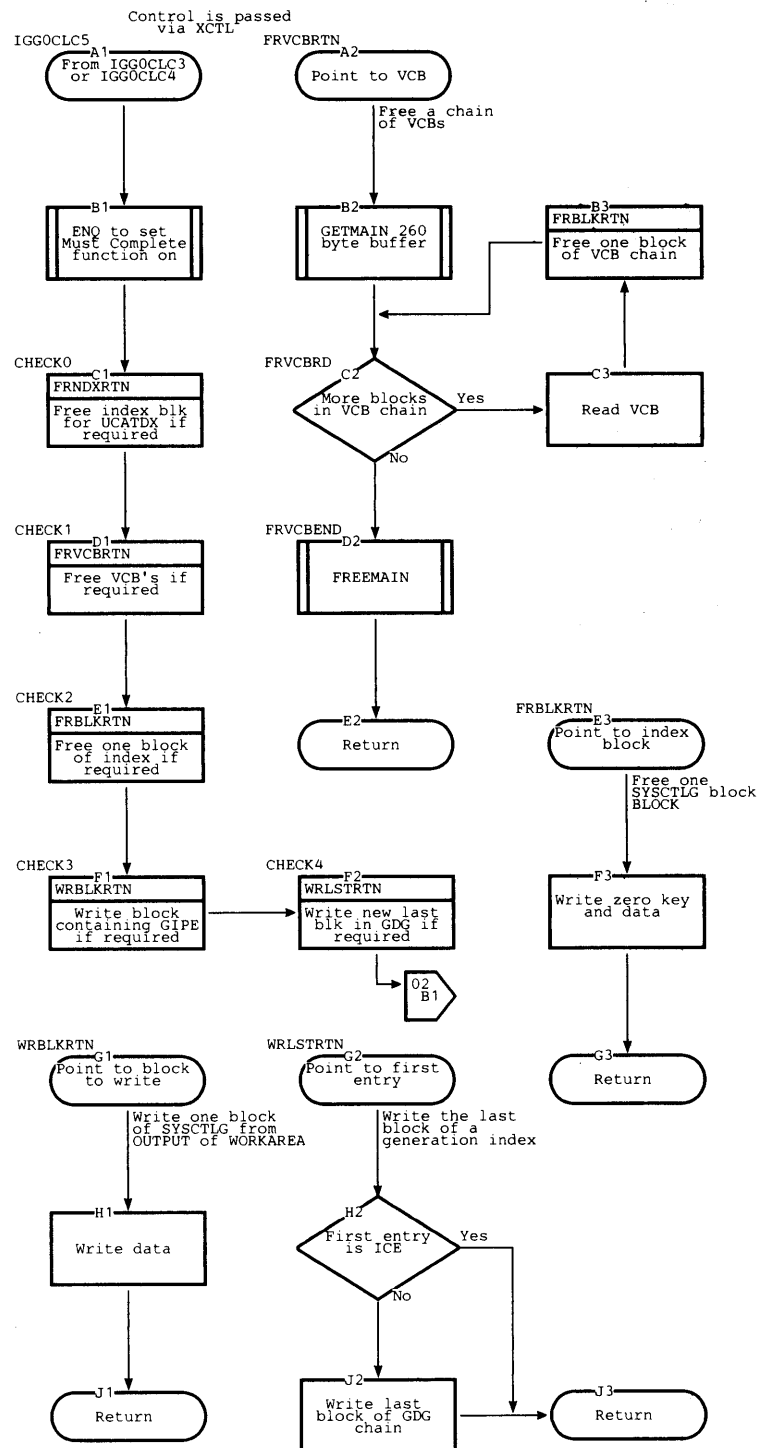 Control is passed
via XCTL
IGG0CLC5
A1
From IGG0CLC3
or IGG0CLC4
FRVCBRTN
A2
Point to VCB
Free a chain
of VCBs
B1
ENQ to set
Must Complete
function on
B2
GETMAIN 260
byte buffer
B3
FRBLKRTN
Free one block
of VCB chain
CHECK0
C1
FRNDXRTN
Free index blk
for UCATDX if
required
FRVCBRD
C2
More blocks
in VCB chain
Yes
No
C3
Read VCB
CHECK1
D1
FRVCBRTN
Free VCB's if
required
FRVCBEND
D2
FREEMAIN
CHECK2
E1
FRBLKRTN
Free one block
of index if
required
E2
Return
FRBLKRTN
E3
Point to index
block
Free one
SYSCTLG block
BLOCK
CHECK3
F1
WRBLKRTN
Write block
containing GIPE
if required
CHECK4
F2
WRLSTRTN
Write new last
blk in GDG if
required
02
B1
F3
Write zero key
and data
WRBLKRTN
G1
Point to block
to write
Write one block
of SYSCTLG from
OUTPUT of WORKAREA
WRLSTRTN
G2
Point to first
entry
Write the last
block of a
generation index
G3
Return
H1
Write data
H2
First entry
is ICE
Yes
No
J1
Return
J2
Write last
block of GDG
chain
J3
Return